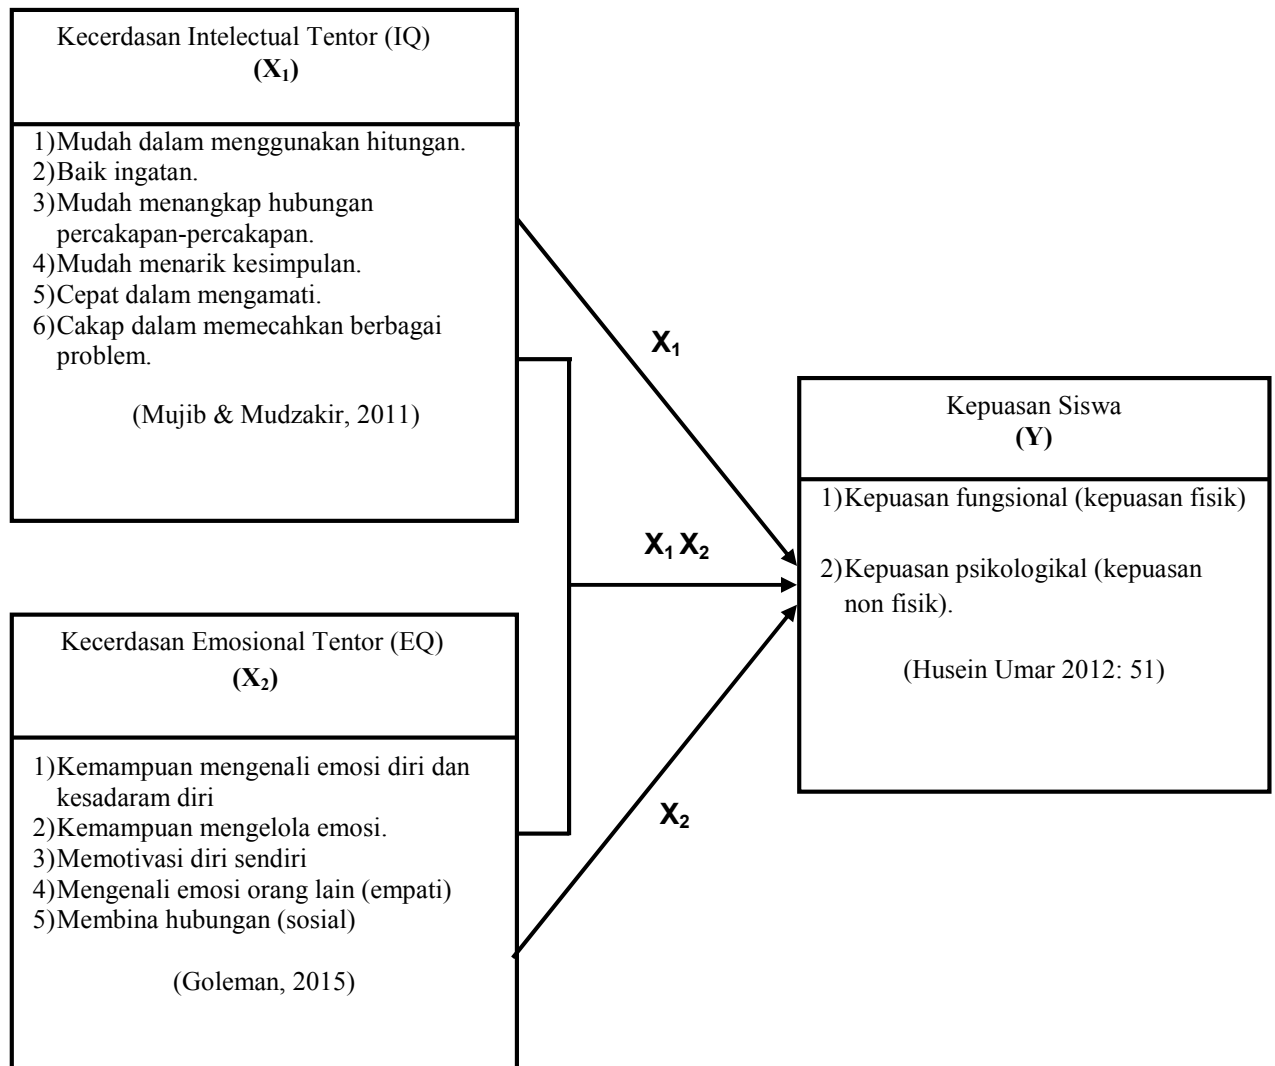 Kecerdasan Intelectual Tentor (IQ)
(X₁)
1)Mudah dalam menggunakan hitungan.
2)Baik ingatan.
3)Mudah menangkap hubungan
percakapan-percakapan.
4)Mudah menarik kesimpulan.
5)Cepat dalam mengamati.
6)Cakap dalam memecahkan berbagai
problem.
(Mujib & Mudzakir, 2011)
X₁
X₁ X₂
X₂
Kecerdasan Emosional Tentor (EQ)
(X₂)
1)Kemampuan mengenali emosi diri dan
kesadaram diri
2)Kemampuan mengelola emosi.
3)Memotivasi diri sendiri
4)Mengenali emosi orang lain (empati)
5)Membina hubungan (sosial)
(Goleman, 2015)
Kepuasan Siswa
(Y)
1)Kepuasan fungsional (kepuasan fisik)
2)Kepuasan psikologikal (kepuasan
non fisik).
(Husein Umar 2012: 51)